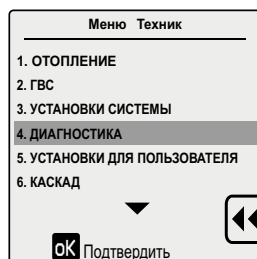 Меню Техник
1. ОТОПЛЕНИЕ
2. ГВС
3. УСТАНОВКИ СИСТЕМЫ
4. ДИАГНОСТИКА
5. УСТАНОВКИ ДЛЯ ПОЛЬЗОВАТЕЛЯ
6. КАСКАД
oK Подтвердить